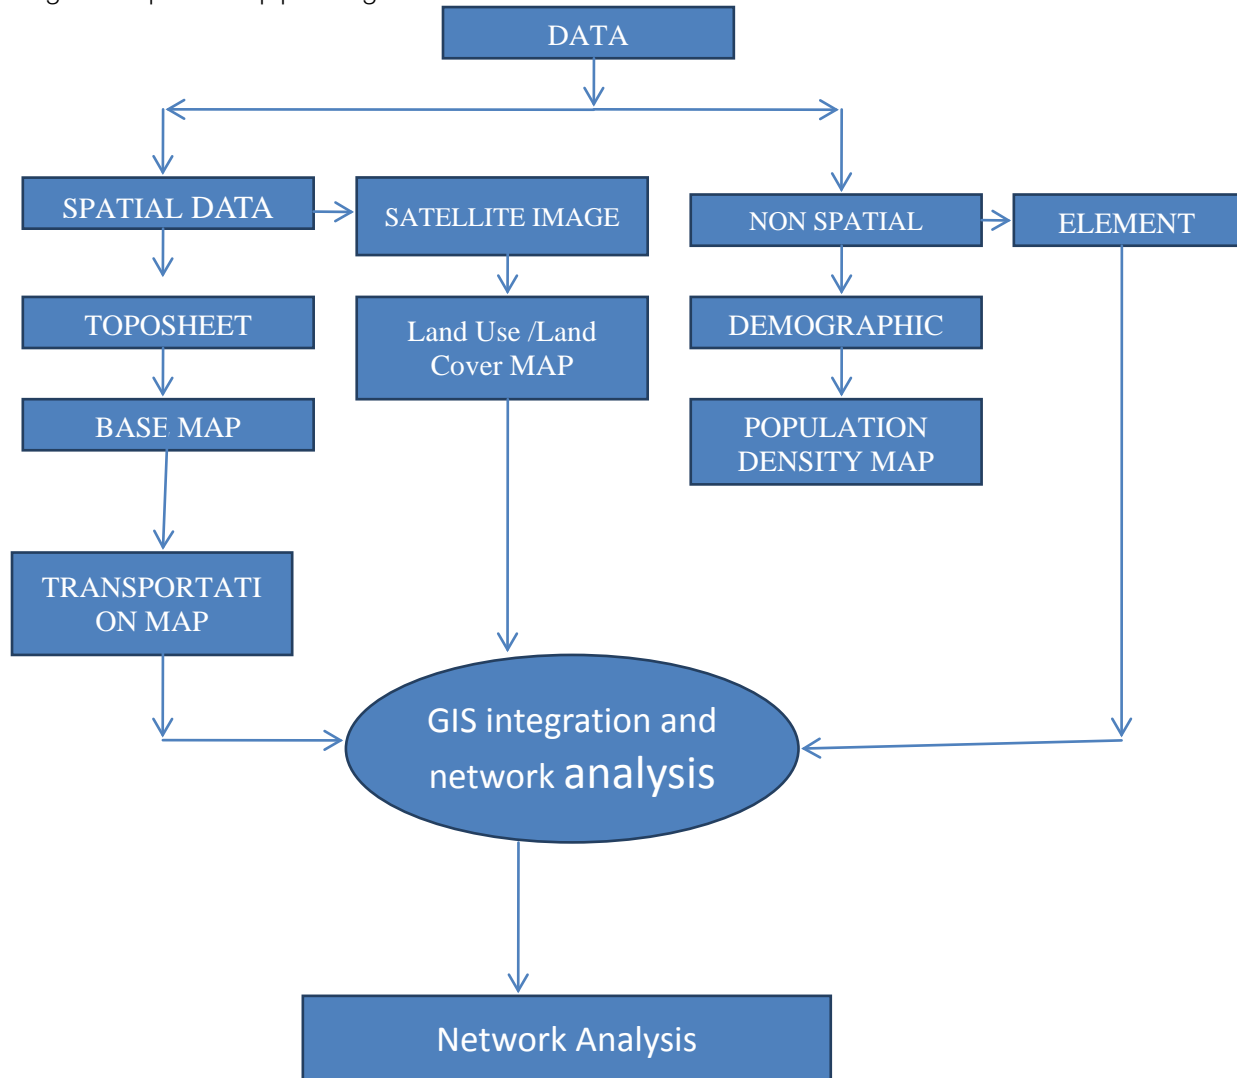 DATA
SPATIAL DATA
SATELLITE IMAGE
NON SPATIAL
ELEMENT
TOPOSHEET
Land Use /Land
Cover MAP
DEMOGRAPHIC
BASE MAP
POPULATION
DENSITY MAP
TRANSPORTATI
ON MAP
GIS integration and
network analysis
Network Analysis